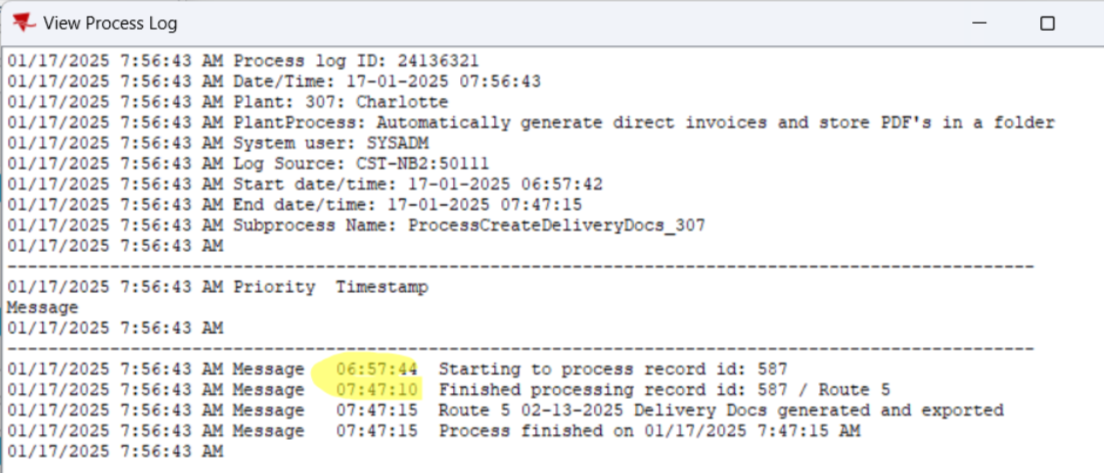 View Process Log
01/17/2025 7:56:43 AM Process log ID: 24136321
01/17/2025 7:56:43 AM Date/Time: 17-01-2025 07:56:43
01/17/2025 7:56:43 AM Plant: 307: Charlotte
01/17/2025 7:56:43 AM PlantProcess: Automatically generate direct invoices and store PDF's in a folder
01/17/2025 7:56:43 AM System user: SYSADM
01/17/2025 7:56:43 AM Log Source: CST-NB2:50111
01/17/2025 7:56:43 AM Start date/time: 17-01-2025 06:57:42
01/17/2025 7:56:43 AM End date/time: 17-01-2025 07:47:15
01/17/2025 7:56:43 AM Subprocess Name: ProcessCreateDeliveryDocs_307
01/17/2025 7:56:43 AM
----------------------------------------------------------------------------------------------------
01/17/2025 7:56:43 AM Priority  Timestamp
Message
01/17/2025 7:56:43 AM
----------------------------------------------------------------------------------------------------
01/17/2025 7:56:43 AM Message   06:57:44  Starting to process record id: 587
01/17/2025 7:56:43 AM Message   07:47:10  Finished processing record id: 587 / Route 5
01/17/2025 7:56:43 AM Message   07:47:15  Route 5 02-13-2025 Delivery Docs generated and exported
01/17/2025 7:56:43 AM Message   07:47:15  Process finished on 01/17/2025 7:47:15 AM
01/17/2025 7:56:43 AM